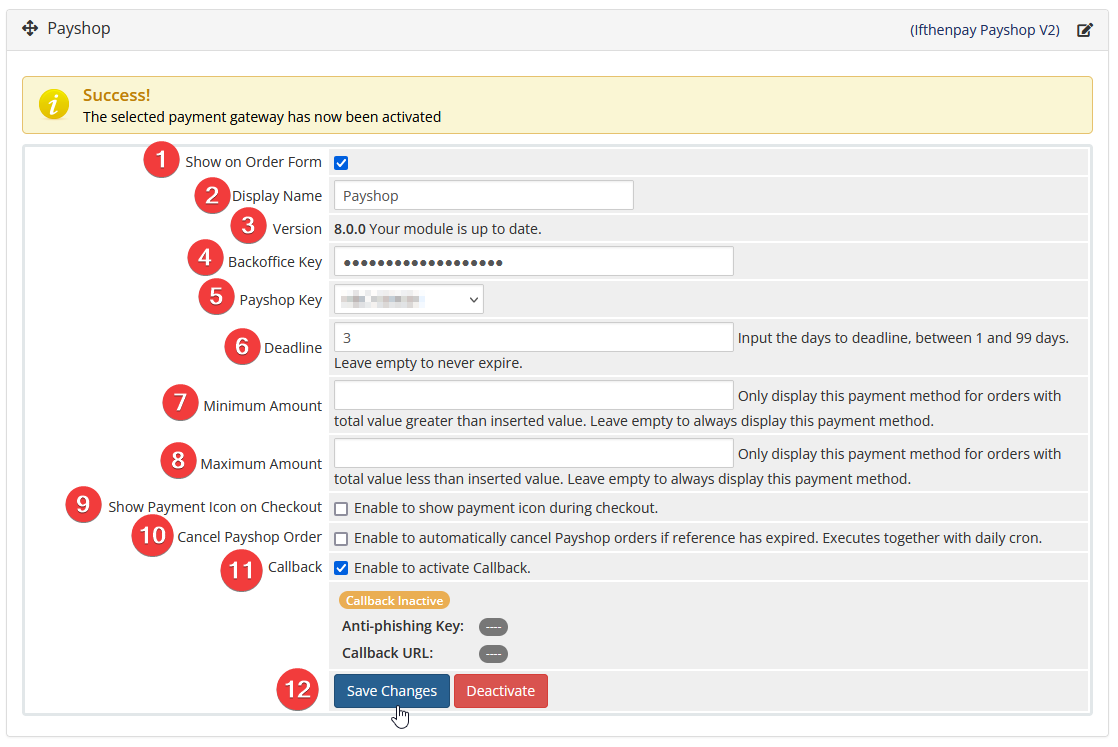 Payshop
(Ifthenpay Payshop V2)
Success!
The selected payment gateway has now been activated
1 Show on Order Form
2 Display Name Payshop
3 Version 8.0.0 Your module is up to date.
4 Backoffice Key ●●●●●●●●●●●●●●●●●●●
5 Payshop Key
6 Deadline 3 Input the days to deadline, between 1 and 99 days.
Leave empty to never expire.
7 Minimum Amount Only display this payment method for orders with
total value greater than inserted value. Leave empty to always display this payment method.
8 Maximum Amount Only display this payment method for orders with
total value less than inserted value. Leave empty to always display this payment method.
9 Show Payment Icon on Checkout Enable to show payment icon during checkout.
10 Cancel Payshop Order Enable to automatically cancel Payshop orders if reference has expired. Executes together with daily cron.
11 Callback Enable to activate Callback.
Callback Inactive
Anti-phishing Key: ----
Callback URL: ----
12 Save Changes Deactivate